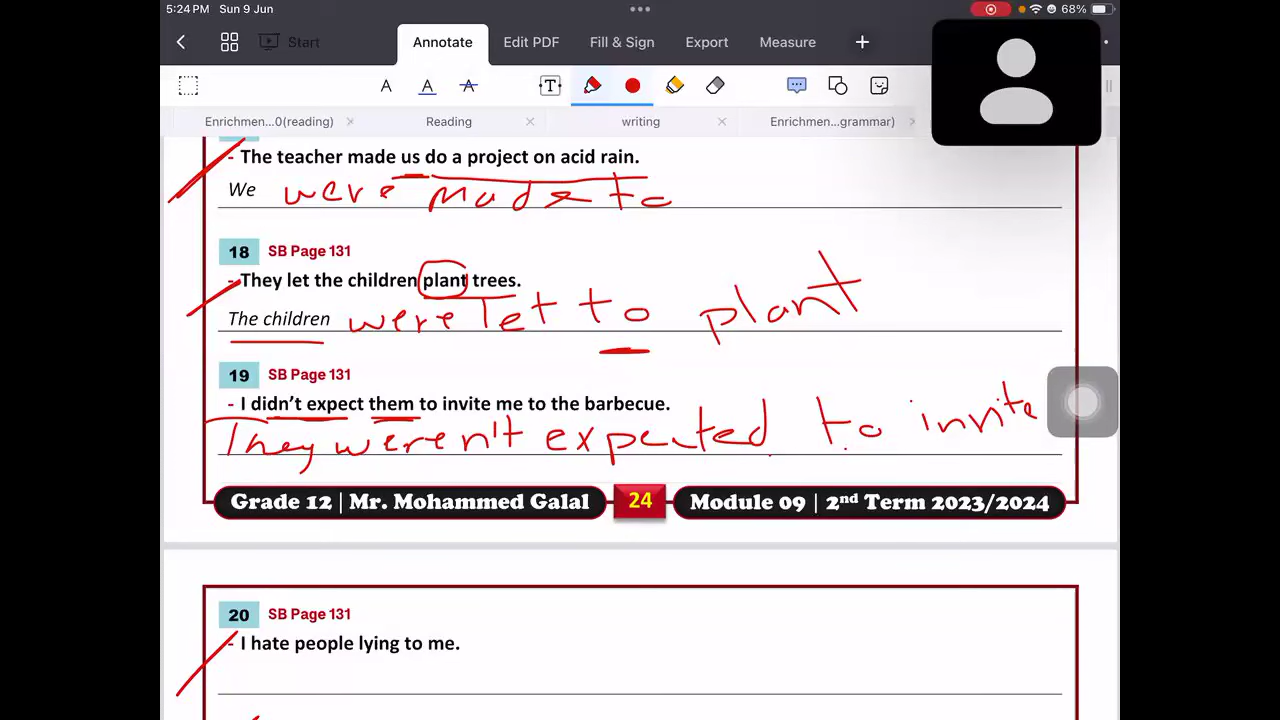 5:24 PM Sun 9 Jun 68%
Start Annotate Edit PDF Fill & Sign Export Measure
Enrichmen...0(reading) Reading writing Enrichmen...grammar)
- The teacher made us do a project on acid rain.
We were made to
18 SB Page 131
- They let the children plant trees.
The children were let to plant
19 SB Page 131
- I didn't expect them to invite me to the barbecue.
They weren't expected to invite
Grade 12 | Mr. Mohammed Galal 24 Module 09 | 2nd Term 2023/2024
20 SB Page 131
- I hate people lying to me.